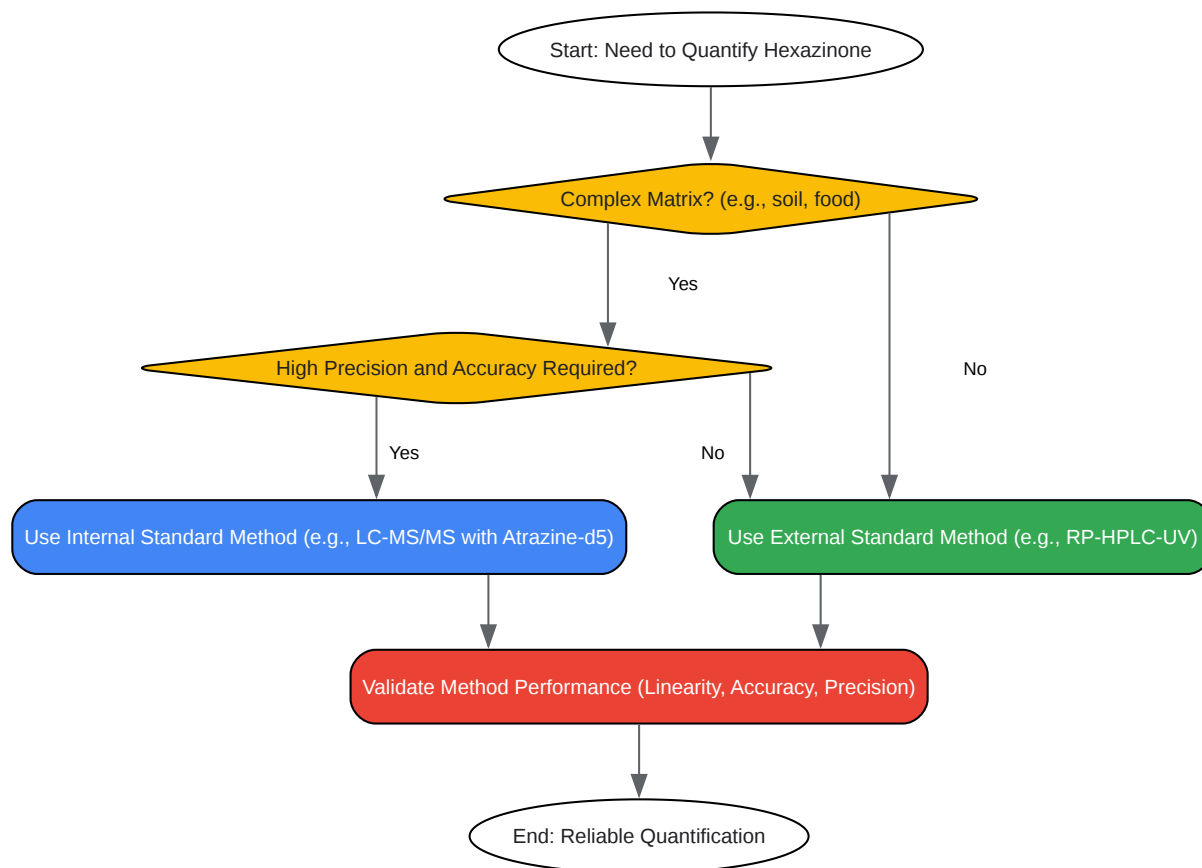 Start: Need to Quantify Hexazinone
Complex Matrix? (e.g., soil, food)
Yes
High Precision and Accuracy Required?
No
Yes
No
Use Internal Standard Method (e.g., LC-MS/MS with Atrazine-d5)
Use External Standard Method (e.g., RP-HPLC-UV)
Validate Method Performance (Linearity, Accuracy, Precision)
End: Reliable Quantification